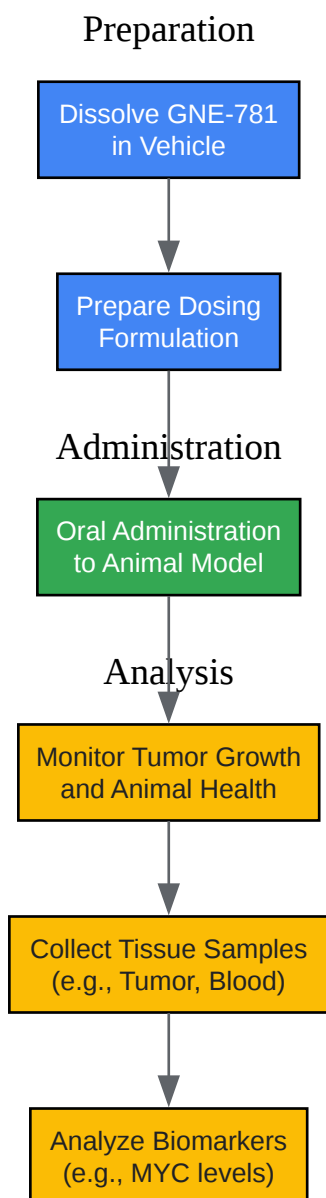 Preparation
Dissolve GNE-781
in Vehicle
Prepare Dosing
Formulation
Administration
Oral Administration
to Animal Model
Analysis
Monitor Tumor Growth
and Animal Health
Collect Tissue Samples
(e.g., Tumor, Blood)
Analyze Biomarkers
(e.g., MYC levels)